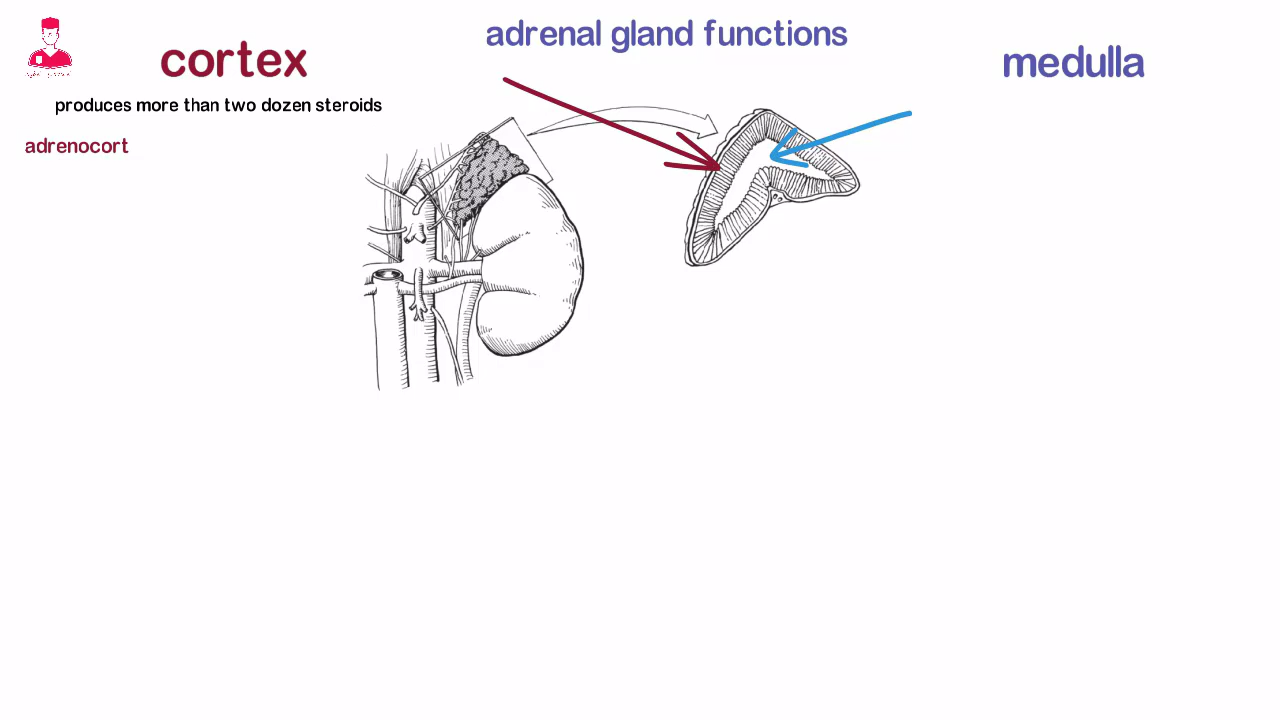 adrenal gland functions
cortex
medulla
produces more than two dozen steroids
adrenocort